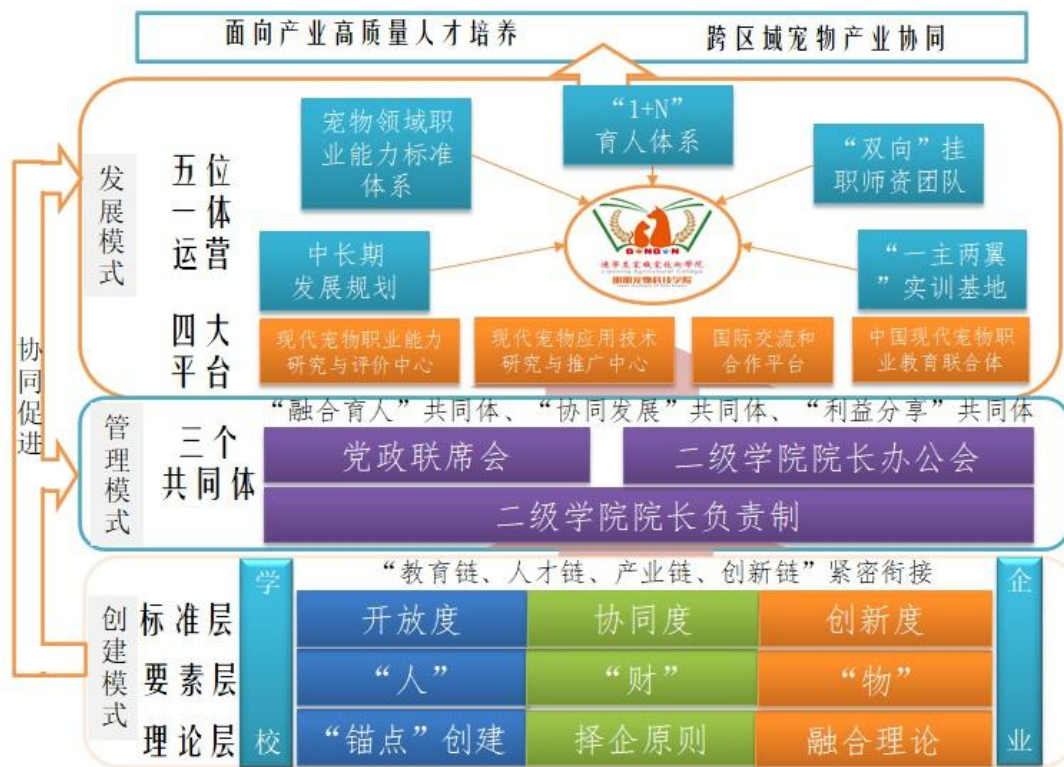 面向产业高质量人才培养
跨区域宠物产业协同
协同促进
发展模式
五位
一体
运营
宠物领域职
业能力标准
体系
“1+N”
育人体系
“双向”挂
职师资团队
中长期
发展规划
“一主两翼
”实训基地
四大
平台
现代宠物职业能力
研究与评价中心
现代宠物应用技术
研究与推广中心
国际交流和
合作平台
中国现代宠物职
业教育联合体
管理模式
三个
共同体
“融合育人”共同体、“协同发展”共同体、“利益分享”共同体
党政联席会
二级学院院长办公会
二级学院院长负责制
创建模式
学校
企业
“教育链、人才链、产业链、创新链”紧密衔接
标准层
开放度
协同度
创新度
要素层
“人”
“财”
“物”
理论层
“锚点”创建
择企原则
融合理论